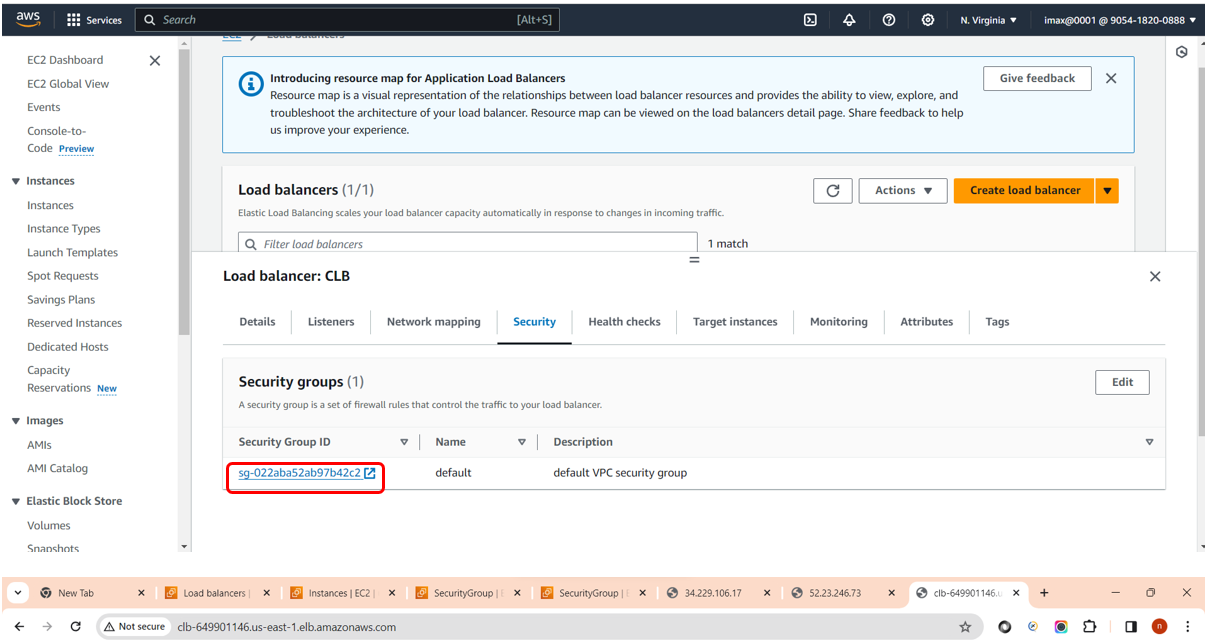 aws
Services
Search
[Alt+S]
N. Virginia
imax@0001 @ 9054-1820-0888
EC2 Dashboard
EC2 Global View
Events
Console-to-
Code Preview
Instances
Instances
Instance Types
Launch Templates
Spot Requests
Savings Plans
Reserved Instances
Dedicated Hosts
Capacity
Reservations New
Images
AMIs
AMI Catalog
Elastic Block Store
Volumes
Snapshots
EC2 > Load balancers
Introducing resource map for Application Load Balancers
Resource map is a visual representation of the relationships between load balancer resources and provides the ability to view, explore, and
troubleshoot the architecture of your load balancer. Resource map can be viewed on the load balancers detail page. Share feedback to help
us improve your experience.
Give feedback
Load balancers (1/1)
Actions
Create load balancer
Elastic Load Balancing scales your load balancer capacity automatically in response to changes in incoming traffic.
Filter load balancers
1 match
Load balancer: CLB
Details
Listeners
Network mapping
Security
Health checks
Target instances
Monitoring
Attributes
Tags
Security groups (1)
Edit
A security group is a set of firewall rules that control the traffic to your load balancer.
Security Group ID
Name
Description
sg-022aba52ab97b42c2
default
default VPC security group
New Tab
Load balancers |
Instances | EC2 |
SecurityGroup |
SecurityGroup |
34.229.106.17
52.23.246.73
clb-649901146.u
Not secure
clb-649901146.us-east-1.elb.amazonaws.com
n